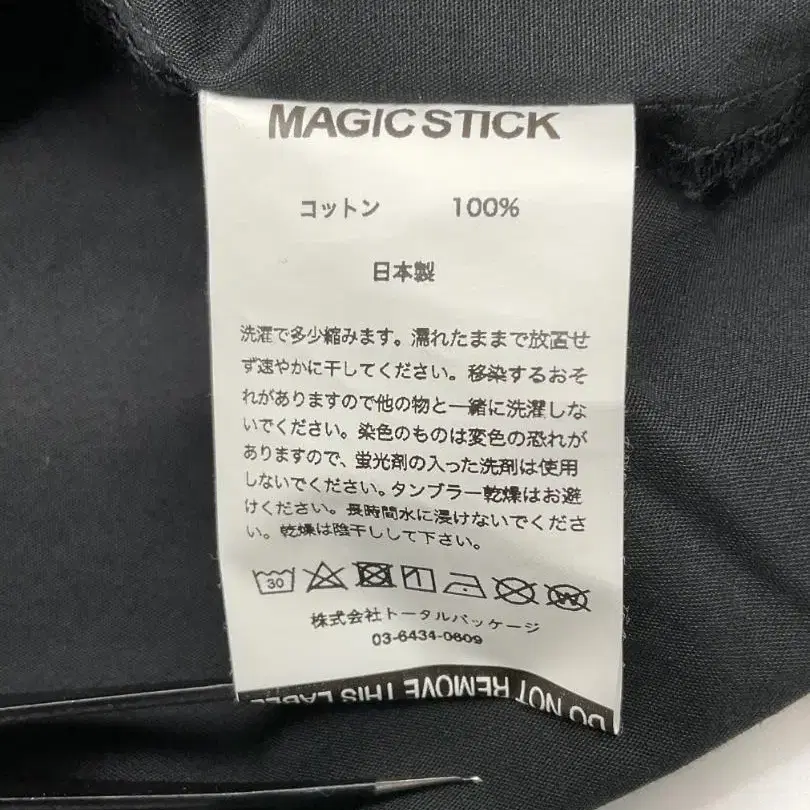 MAGIC STICK
コットン 100%
日本製
洗濯で多少縮みます。濡れたままで放置せ
ず速やかに干してください。移染するおそ
れがありますので他の物と一緒に洗濯しな
いでください。染色のものは変色の恐れが
ありますので、蛍光剤の入った洗剤は使用
しないでください。タンブラー乾燥はお避
けください。長時間水に浸けないでくださ
い。乾燥は陰干しして下さい。
30
W
株式会社トータルパッケージ
03-6434-0609
DO NOT REMOVE THIS LABEL